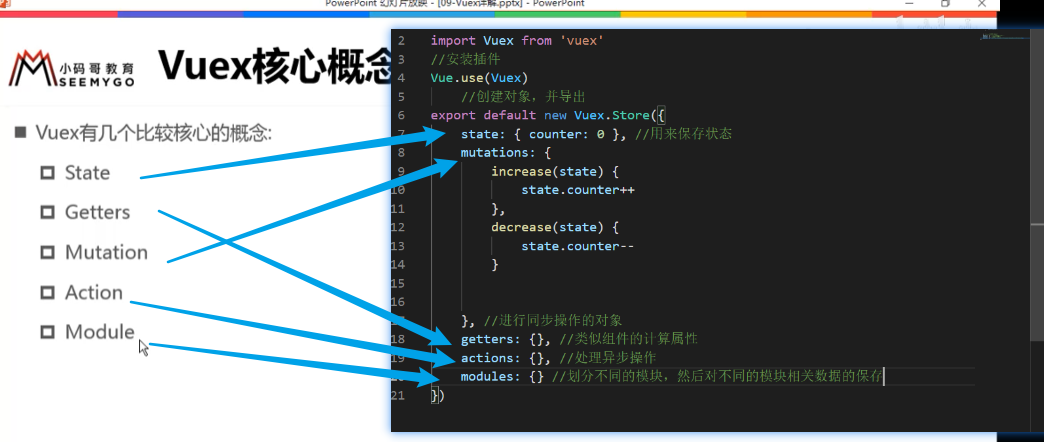 PowerPoint 幻灯片放映 - [09-Vuex详解.pptx] - PowerPoint
小码哥教育
SEEMYGO
Vuex核心概念
Vuex有几个比较核心的概念:
State
Getters
Mutation
Action
Module
2 import Vuex from 'vuex'
3 //安装插件
4 Vue.use(Vuex)
5 //创建对象，并导出
6 export default new Vuex.Store({
7 state: { counter: 0 }, //用来保存状态
8 mutations: {
9 increase(state) {
10 state.counter++
11 },
12 decrease(state) {
13 state.counter--
14 }
15
16
}, //进行同步操作的对象
18 getters: {}, //类似组件的计算属性
19 actions: {}, //处理异步操作
modules: {} //划分不同的模块，然后对不同的模块相关数据的保存
21 })